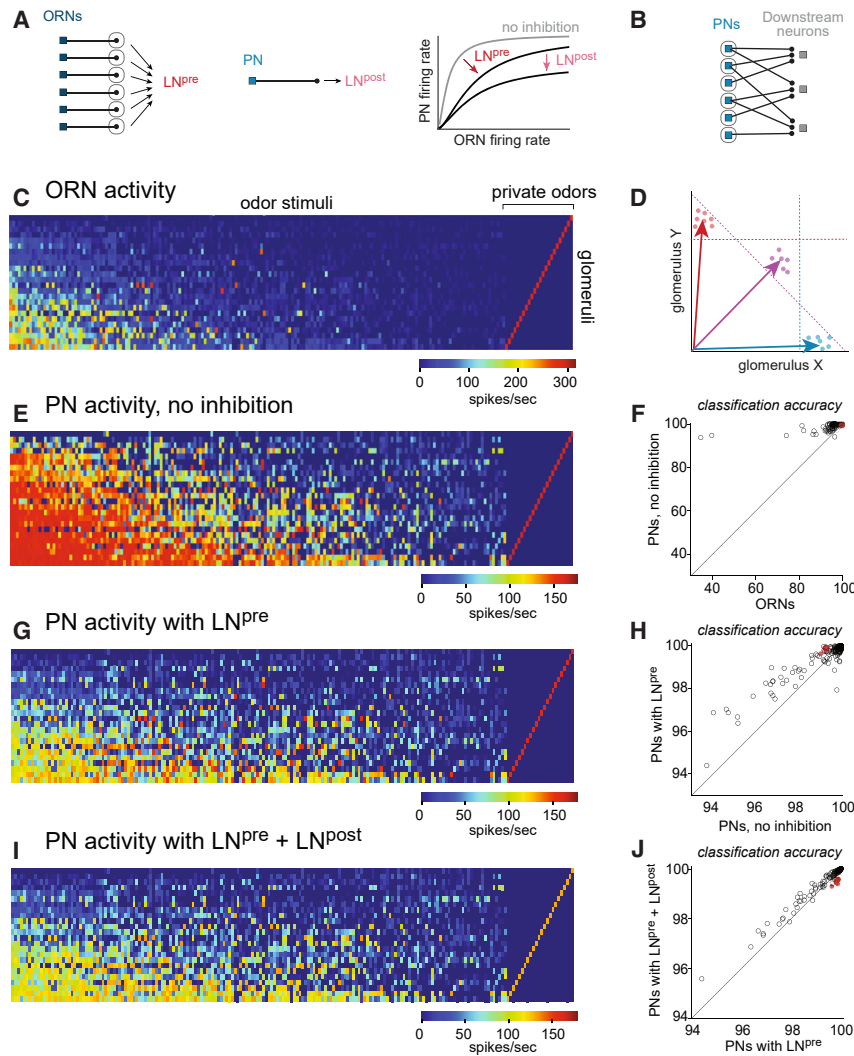 A
ORNs
LNpre
PN
LNpost
no inhibition
LNpre
LNpost
PN firing rate
ORN firing rate
B
PNs
Downstream
neurons
C ORN activity
odor stimuli
private odors
glomeruli
0 100 200 300
spikes/sec
D
glomerulus Y
glomerulus X
E PN activity, no inhibition
0 50 100 150
spikes/sec
F
classification accuracy
PNs, no inhibition
100
80
60
40
40 60 80 100
ORNs
G PN activity with LNpre
0 50 100 150
spikes/sec
H
classification accuracy
PNs with LNpre
100
98
96
94
94 96 98 100
PNs, no inhibition
I PN activity with LNpre + LNpost
0 50 100 150
spikes/sec
J
classification accuracy
PNs with LNpre + LNpost
100
98
96
94
94 96 98 100
PNs with LNpre